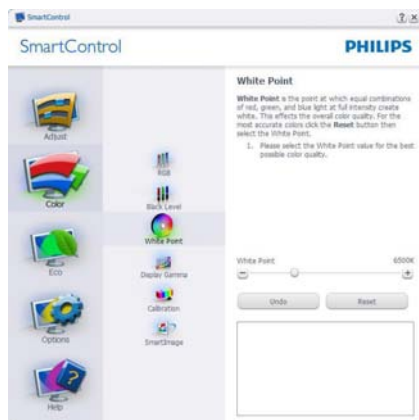 SmartControl
SmartControl
PHILIPS
Adjust
Color
Eco
Options
Help
RGB
Black Level
White Point
Display Gamma
Calibration
SmartImage
White Point
White Point is the point at which equal combinations
of red, green, and blue light at full intensity create
white. This effects the overall color quality. For the
most accurate colors click the Reset button then
select the White Point.
1. Please select the White Point value for the best
possible color quality.
White Point 6500K
Undo Reset